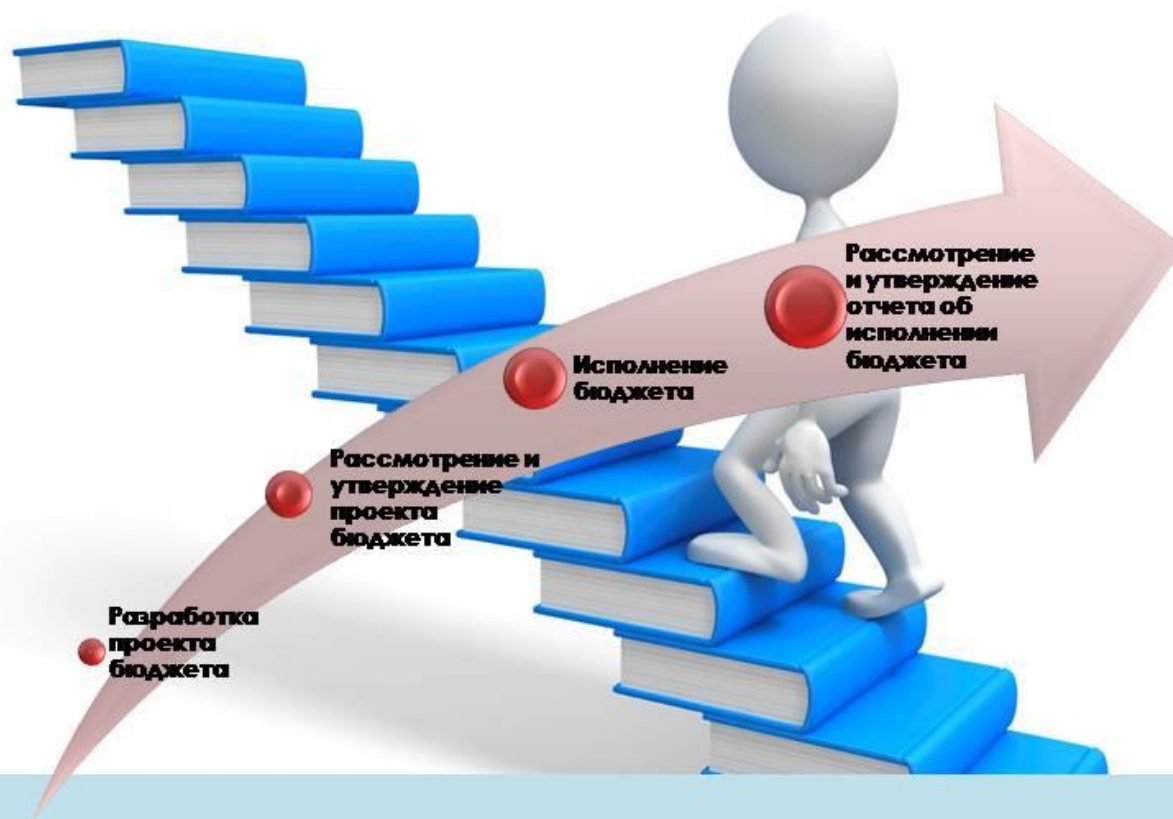 Разработка
проекта
бюджета
Рассмотрение и
утверждение
проекта
бюджета
Исполнение
бюджета
Рассмотрение
и утверждение
отчета об
исполнении
бюджета